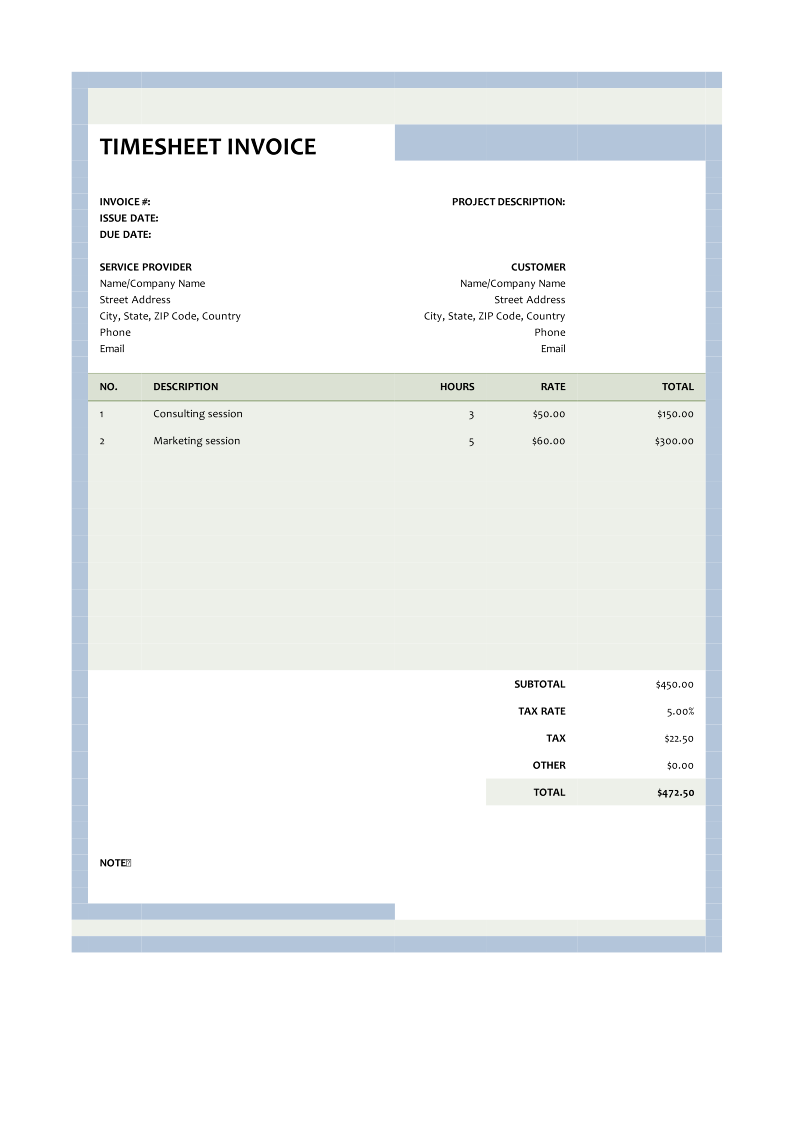 TIMESHEET INVOICE
INVOICE #: PROJECT DESCRIPTION:
ISSUE DATE:
DUE DATE:
SERVICE PROVIDER CUSTOMER
Name/Company Name Name/Company Name
Street Address Street Address
City, State, ZIP Code, Country City, State, ZIP Code, Country
Phone Phone
Email Email
NO. DESCRIPTION HOURS RATE TOTAL
1 Consulting session 3 $50.00 $150.00
2 Marketing session 5 $60.00 $300.00
SUBTOTAL $450.00
TAX RATE 5.00%
TAX $22.50
OTHER $0.00
TOTAL $472.50
NOTE